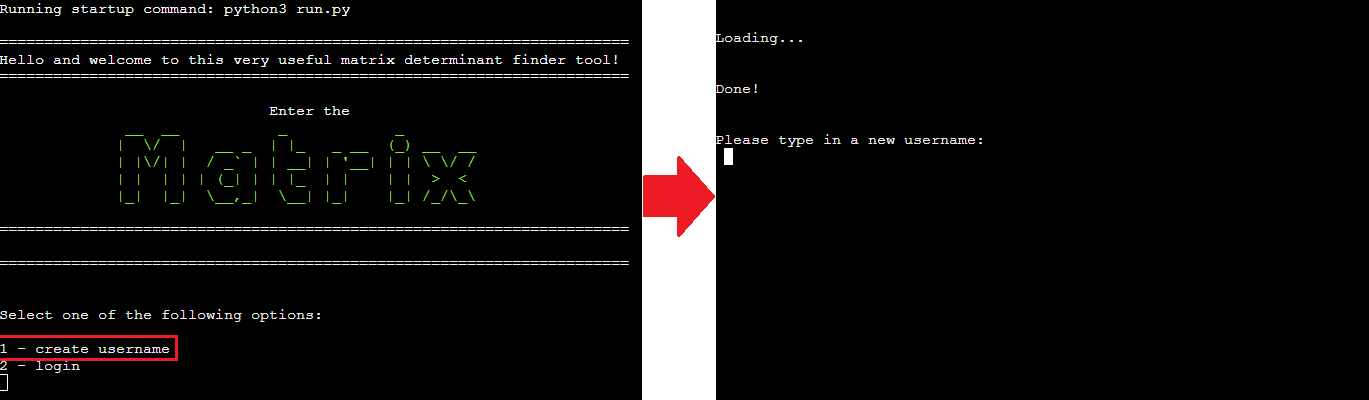 Running startup command: python3 run.py
======================================================================
Hello and welcome to this very useful matrix determinant finder tool!
======================================================================
Enter the
Matrix
======================================================================
======================================================================
Select one of the following options:
1 - create username
2 - login
Loading...
Done!
Please type in a new username: